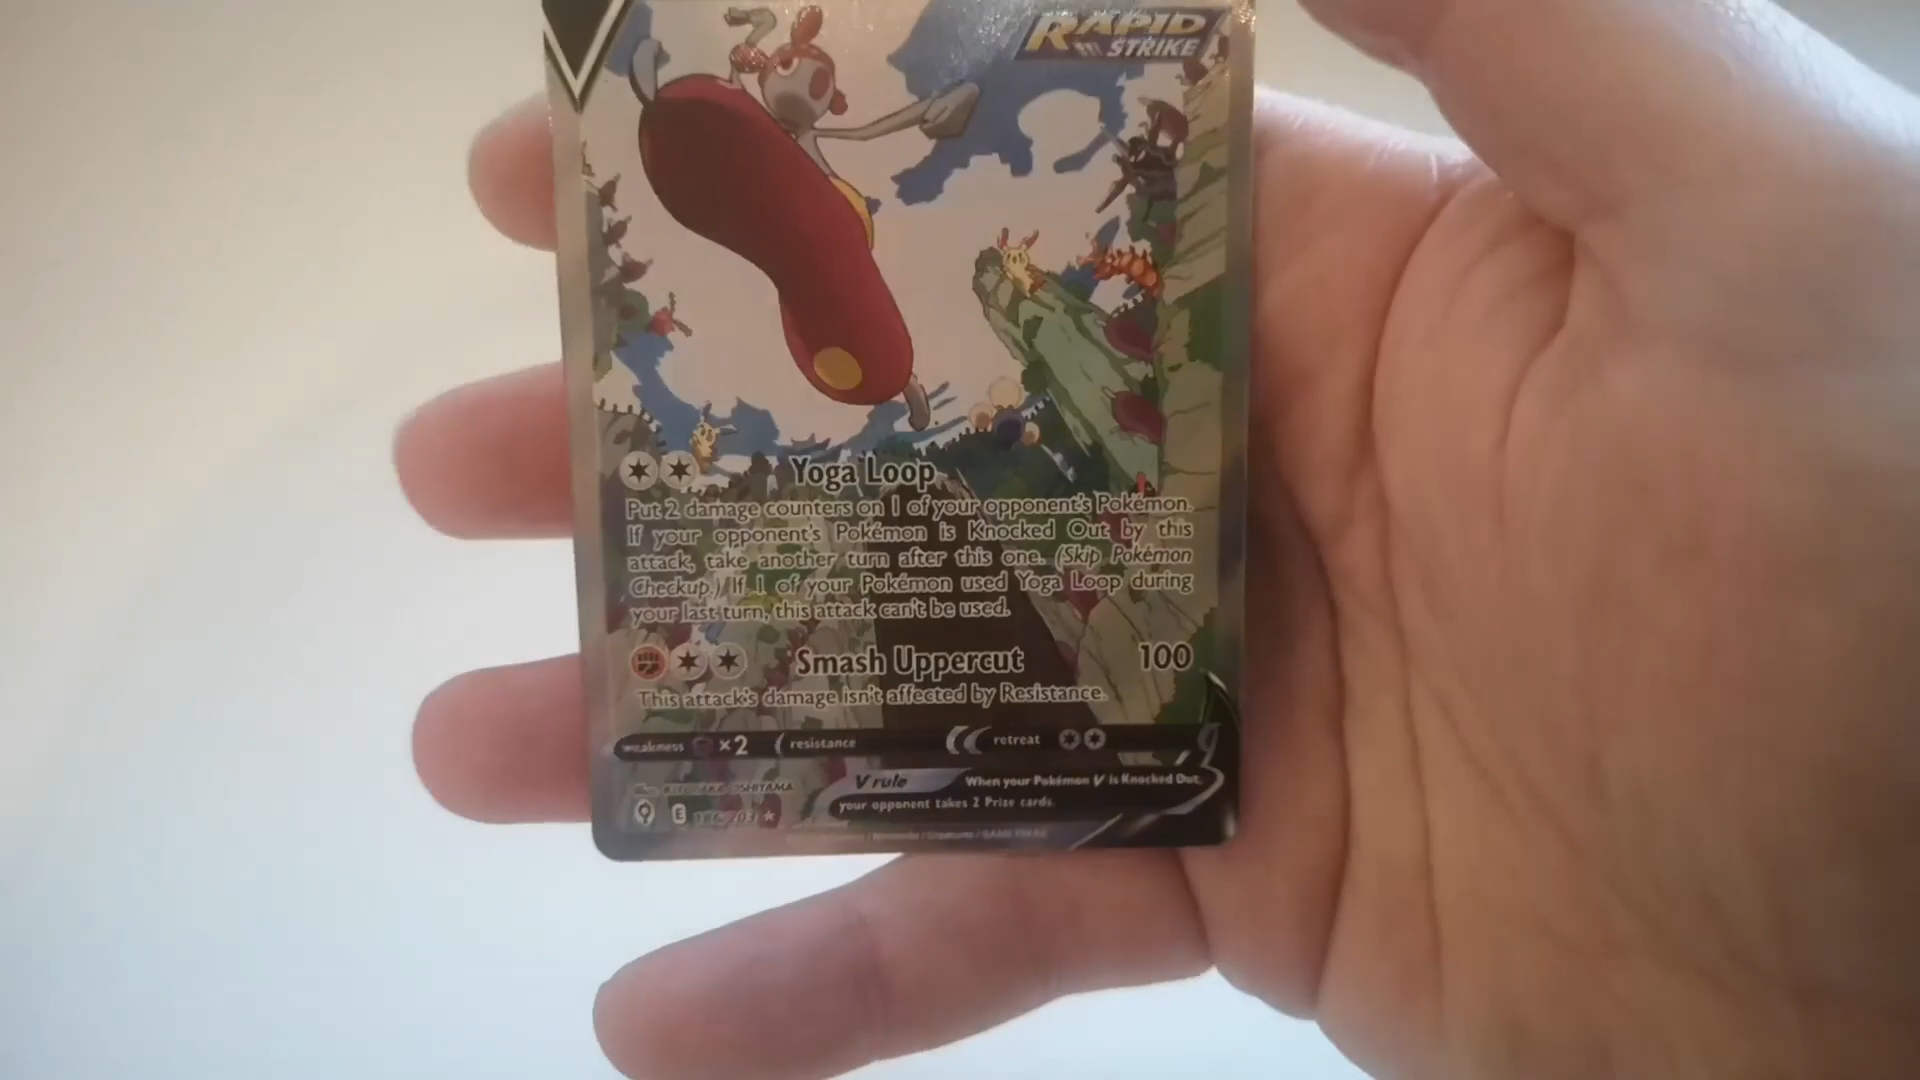 RAPID
STRIKE
Yoga Loop
Put 2 damage counters on 1 of your opponent's Pokémon.
If your opponent's Pokémon is Knocked Out by this
attack, take another turn after this one. (Skip Pokémon
Checkup.) If 1 of your Pokémon used Yoga Loop during
your last turn, this attack can't be used.
Smash Uppercut 100
This attack's damage isn't affected by Resistance.
weakness ×2 resistance retreat
V rule When your Pokémon V is Knocked Out,
your opponent takes 2 Prize cards.
OSHIYAMA
E